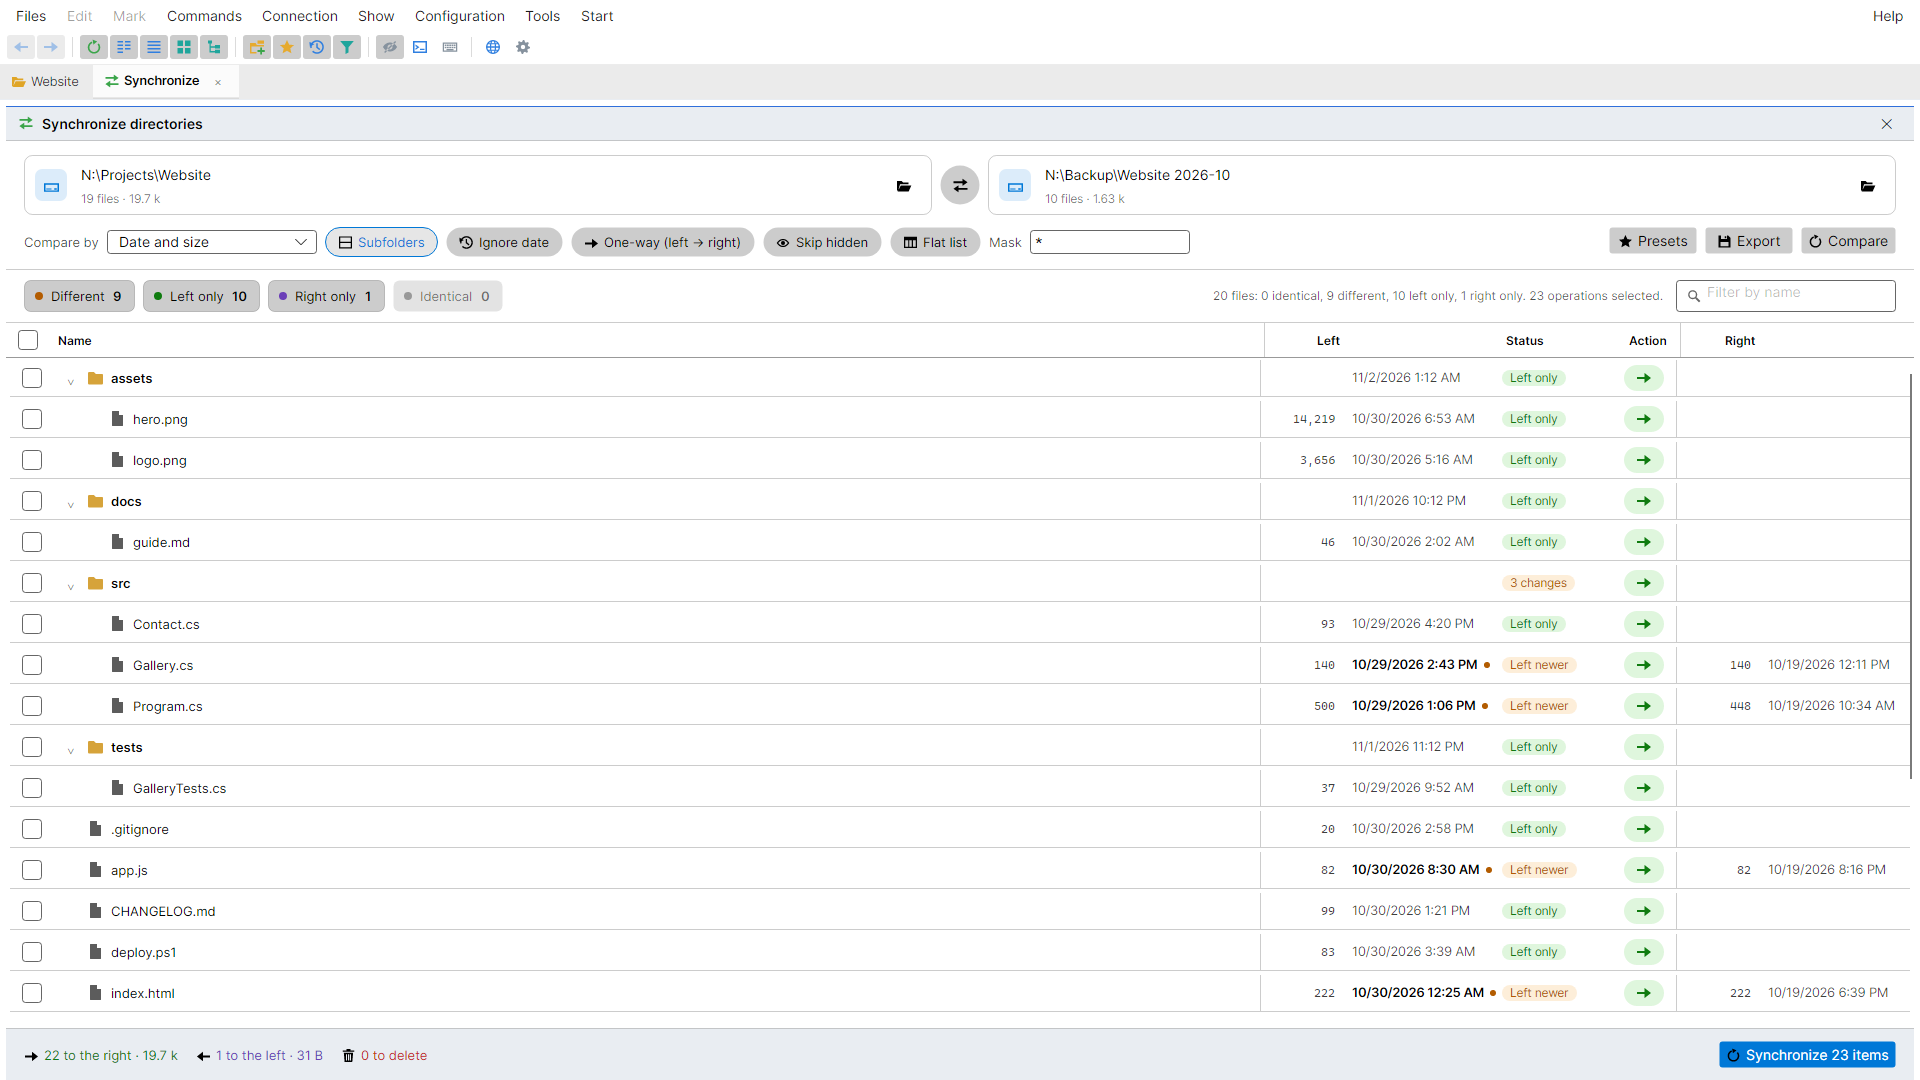 Files Edit Mark Commands Connection Show Configuration Tools Start Help
Website Synchronize ×
Synchronize directories
N:\Projects\Website
19 files · 19.7 k
N:\Backup\Website 2026-10
10 files · 1.63 k
Compare by Date and size Subfolders Ignore date One-way (left → right) Skip hidden Flat list Mask * Presets Export Compare
Different 9 Left only 10 Right only 1 Identical 0 20 files: 0 identical, 9 different, 10 left only, 1 right only. 23 operations selected. Filter by name
Name Left Status Action Right
assets 11/2/2026 1:12 AM Left only
hero.png 14,219 10/30/2026 6:53 AM Left only
logo.png 3,656 10/30/2026 5:16 AM Left only
docs 11/1/2026 10:12 PM Left only
guide.md 46 10/30/2026 2:02 AM Left only
src 3 changes
Contact.cs 93 10/29/2026 4:20 PM Left only
Gallery.cs 140 10/29/2026 2:43 PM Left newer 140 10/19/2026 12:11 PM
Program.cs 500 10/29/2026 1:06 PM Left newer 448 10/19/2026 10:34 AM
tests 11/1/2026 11:12 PM Left only
GalleryTests.cs 37 10/29/2026 9:52 AM Left only
.gitignore 20 10/30/2026 2:58 PM Left only
app.js 82 10/30/2026 8:30 AM Left newer 82 10/19/2026 8:16 PM
CHANGELOG.md 99 10/30/2026 1:21 PM Left only
deploy.ps1 83 10/30/2026 3:39 AM Left only
index.html 222 10/30/2026 12:25 AM Left newer 222 10/19/2026 6:39 PM
22 to the right · 19.7 k 1 to the left · 31 B 0 to delete Synchronize 23 items